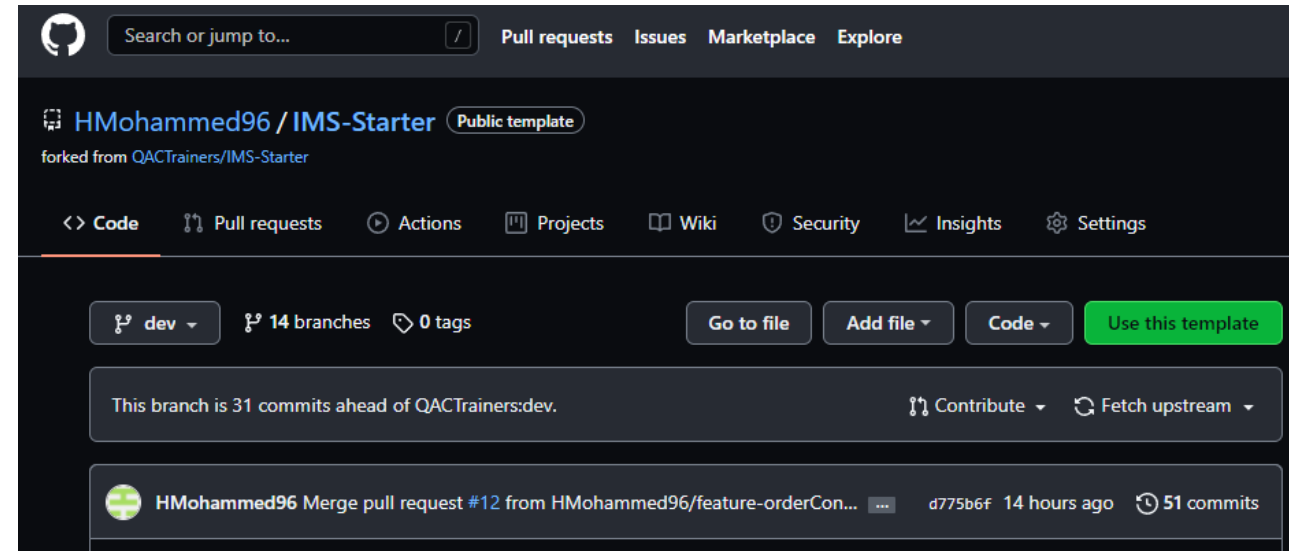 Search or jump to... / Pull requests Issues Marketplace Explore
HMohammed96 / IMS-Starter Public template
forked from QACTrainers/IMS-Starter
<> Code Pull requests Actions Projects Wiki Security Insights Settings
dev 14 branches 0 tags Go to file Add file Code Use this template
This branch is 31 commits ahead of QACTrainers:dev. Contribute Fetch upstream
HMohammed96 Merge pull request #12 from HMohammed96/feature-orderCon... ... d775b6f 14 hours ago 51 commits